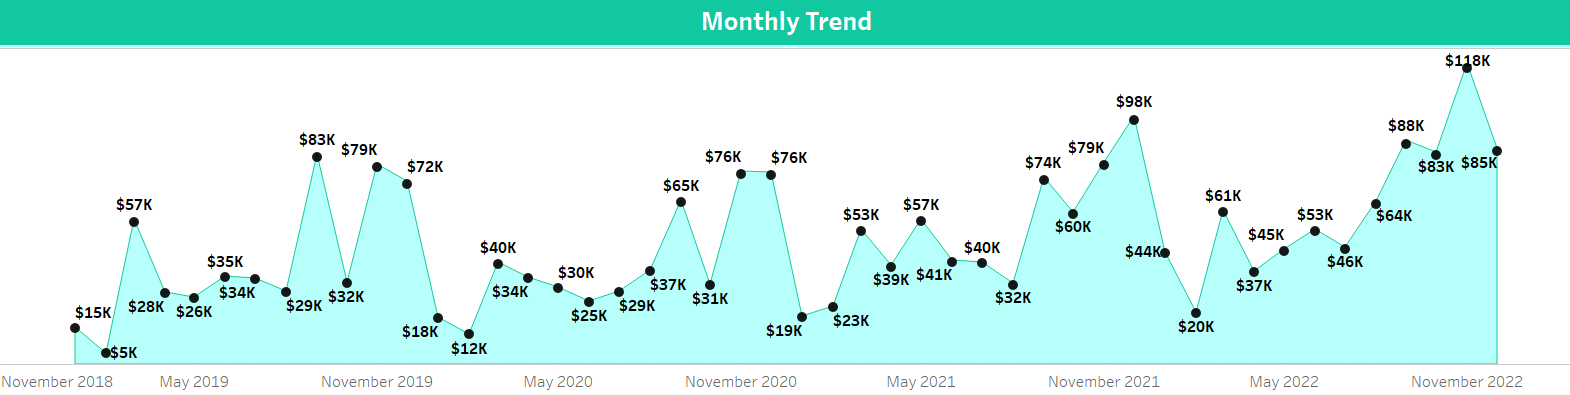 Monthly Trend
$15K
$5K
$57K
$28K
$26K
$35K
$34K
$29K
$83K
$32K
$79K
$72K
$18K
$12K
$40K
$34K
$30K
$25K
$29K
$37K
$65K
$31K
$76K
$76K
$19K
$23K
$53K
$39K
$57K
$41K
$40K
$32K
$74K
$60K
$79K
$98K
$44K
$20K
$61K
$37K
$45K
$53K
$46K
$64K
$88K
$83K
$118K
$85K
November 2018
May 2019
November 2019
May 2020
November 2020
May 2021
November 2021
May 2022
November 2022